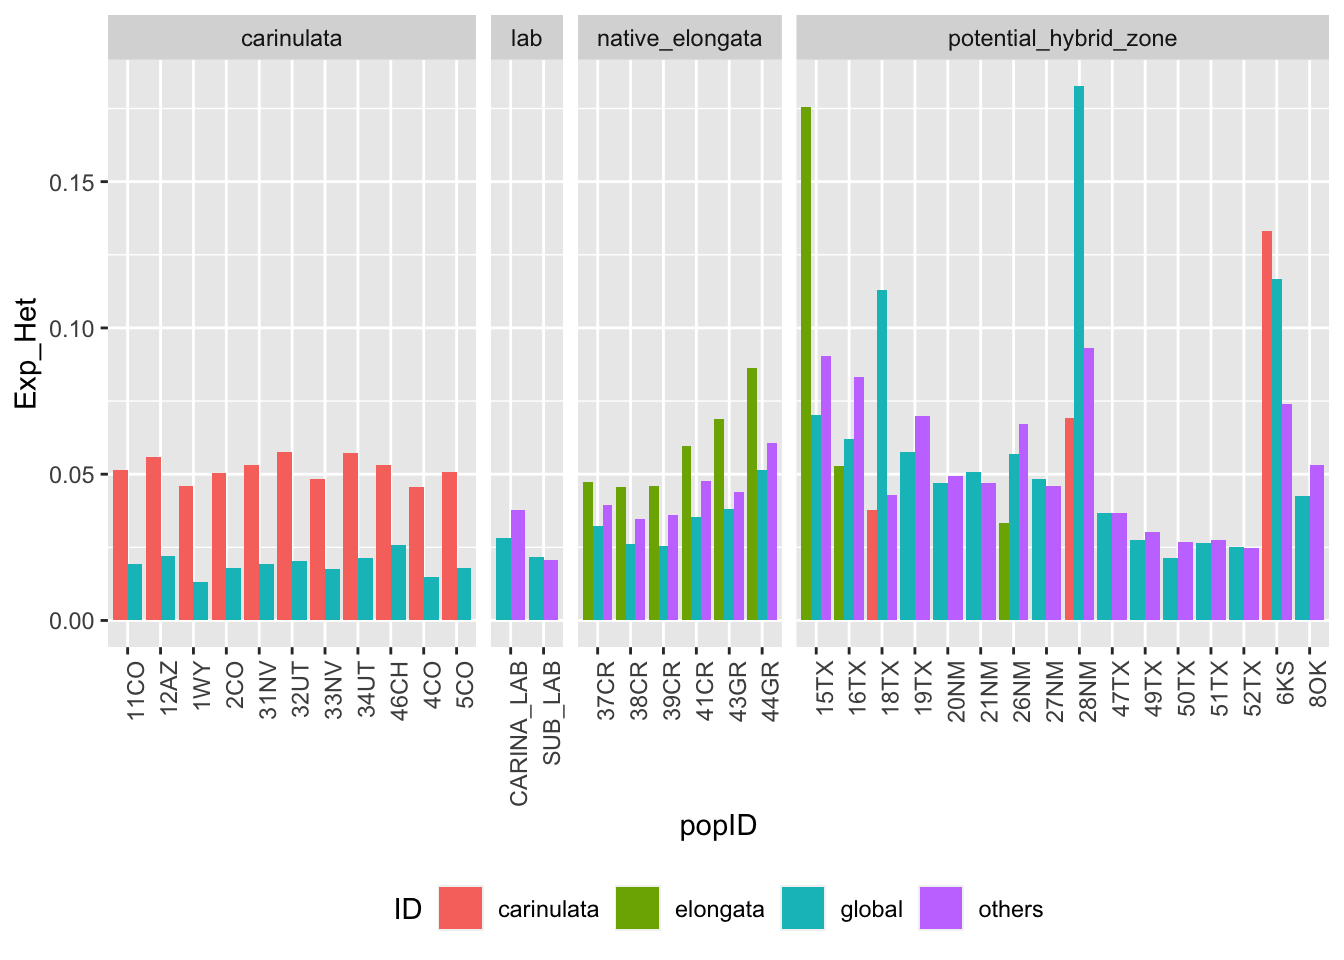 carinulata lab native_elongata potential_hybrid_zone
Exp_Het
0.15
0.10
0.05
0.00
11CO 12AZ 1WY 2CO 31NV 32UT 33NV 34UT 46CH 4CO 5CO CARINA_LAB SUB_LAB 37CR 38CR 39CR 41CR 43GR 44GR 15TX 16TX 18TX 19TX 20NM 21NM 26NM 27NM 28NM 47TX 49TX 50TX 51TX 52TX 6KS 8OK
popID
ID carinulata elongata global others